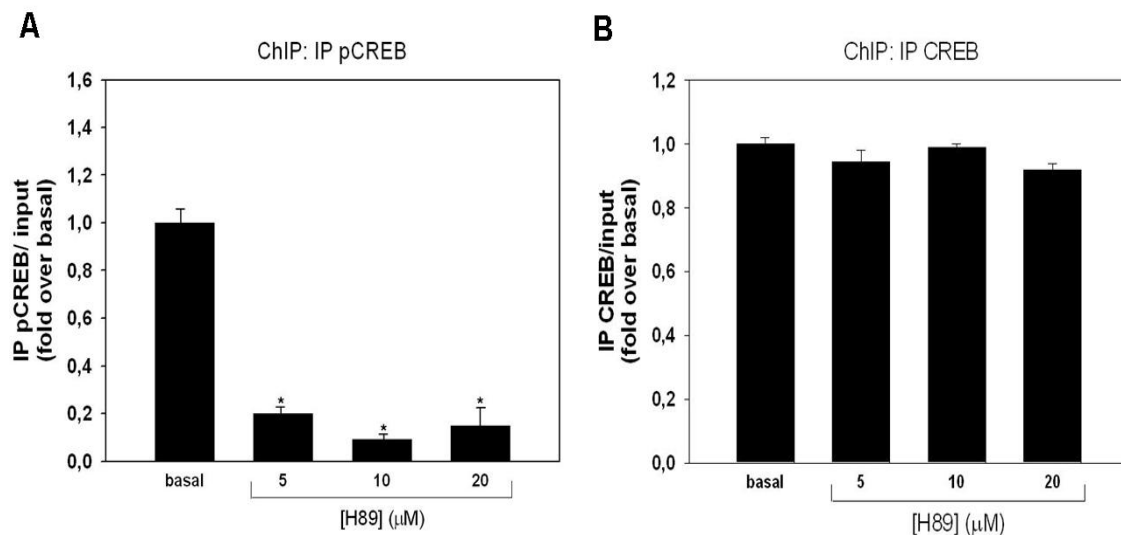 A
ChIP: IP pCREB
IP pCREB/ input
(fold over basal)
1,6
1,4
1,2
1,0
0,8
0,6
0,4
0,2
0,0
*
*
*
basal
5
10
20
[H89] (μM)
B
ChIP: IP CREB
IP CREB/input
(fold over basal)
1,2
1,0
0,8
0,6
0,4
0,2
0,0
basal
5
10
20
[H89] (μM)